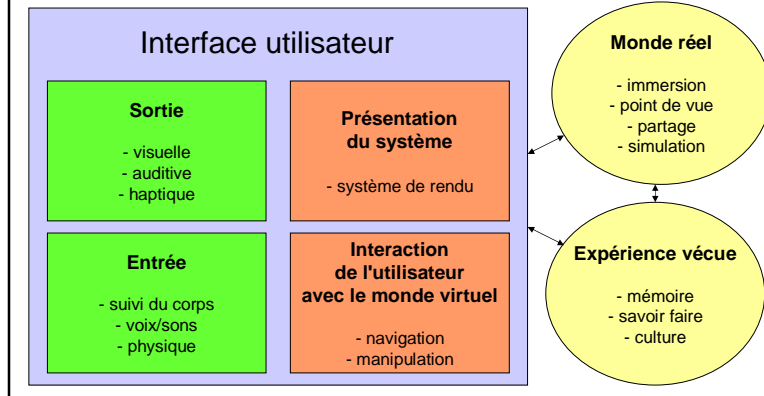 Interface utilisateur
Sortie
- visuelle
- auditive
- haptique
Présentation
du système
- système de rendu
Entrée
- suivi du corps
- voix/sons
- physique
Interaction
de l'utilisateur
avec le monde virtuel
- navigation
- manipulation
Monde réel
- immersion
- point de vue
- partage
- simulation
Expérience vécue
- mémoire
- savoir faire
- culture